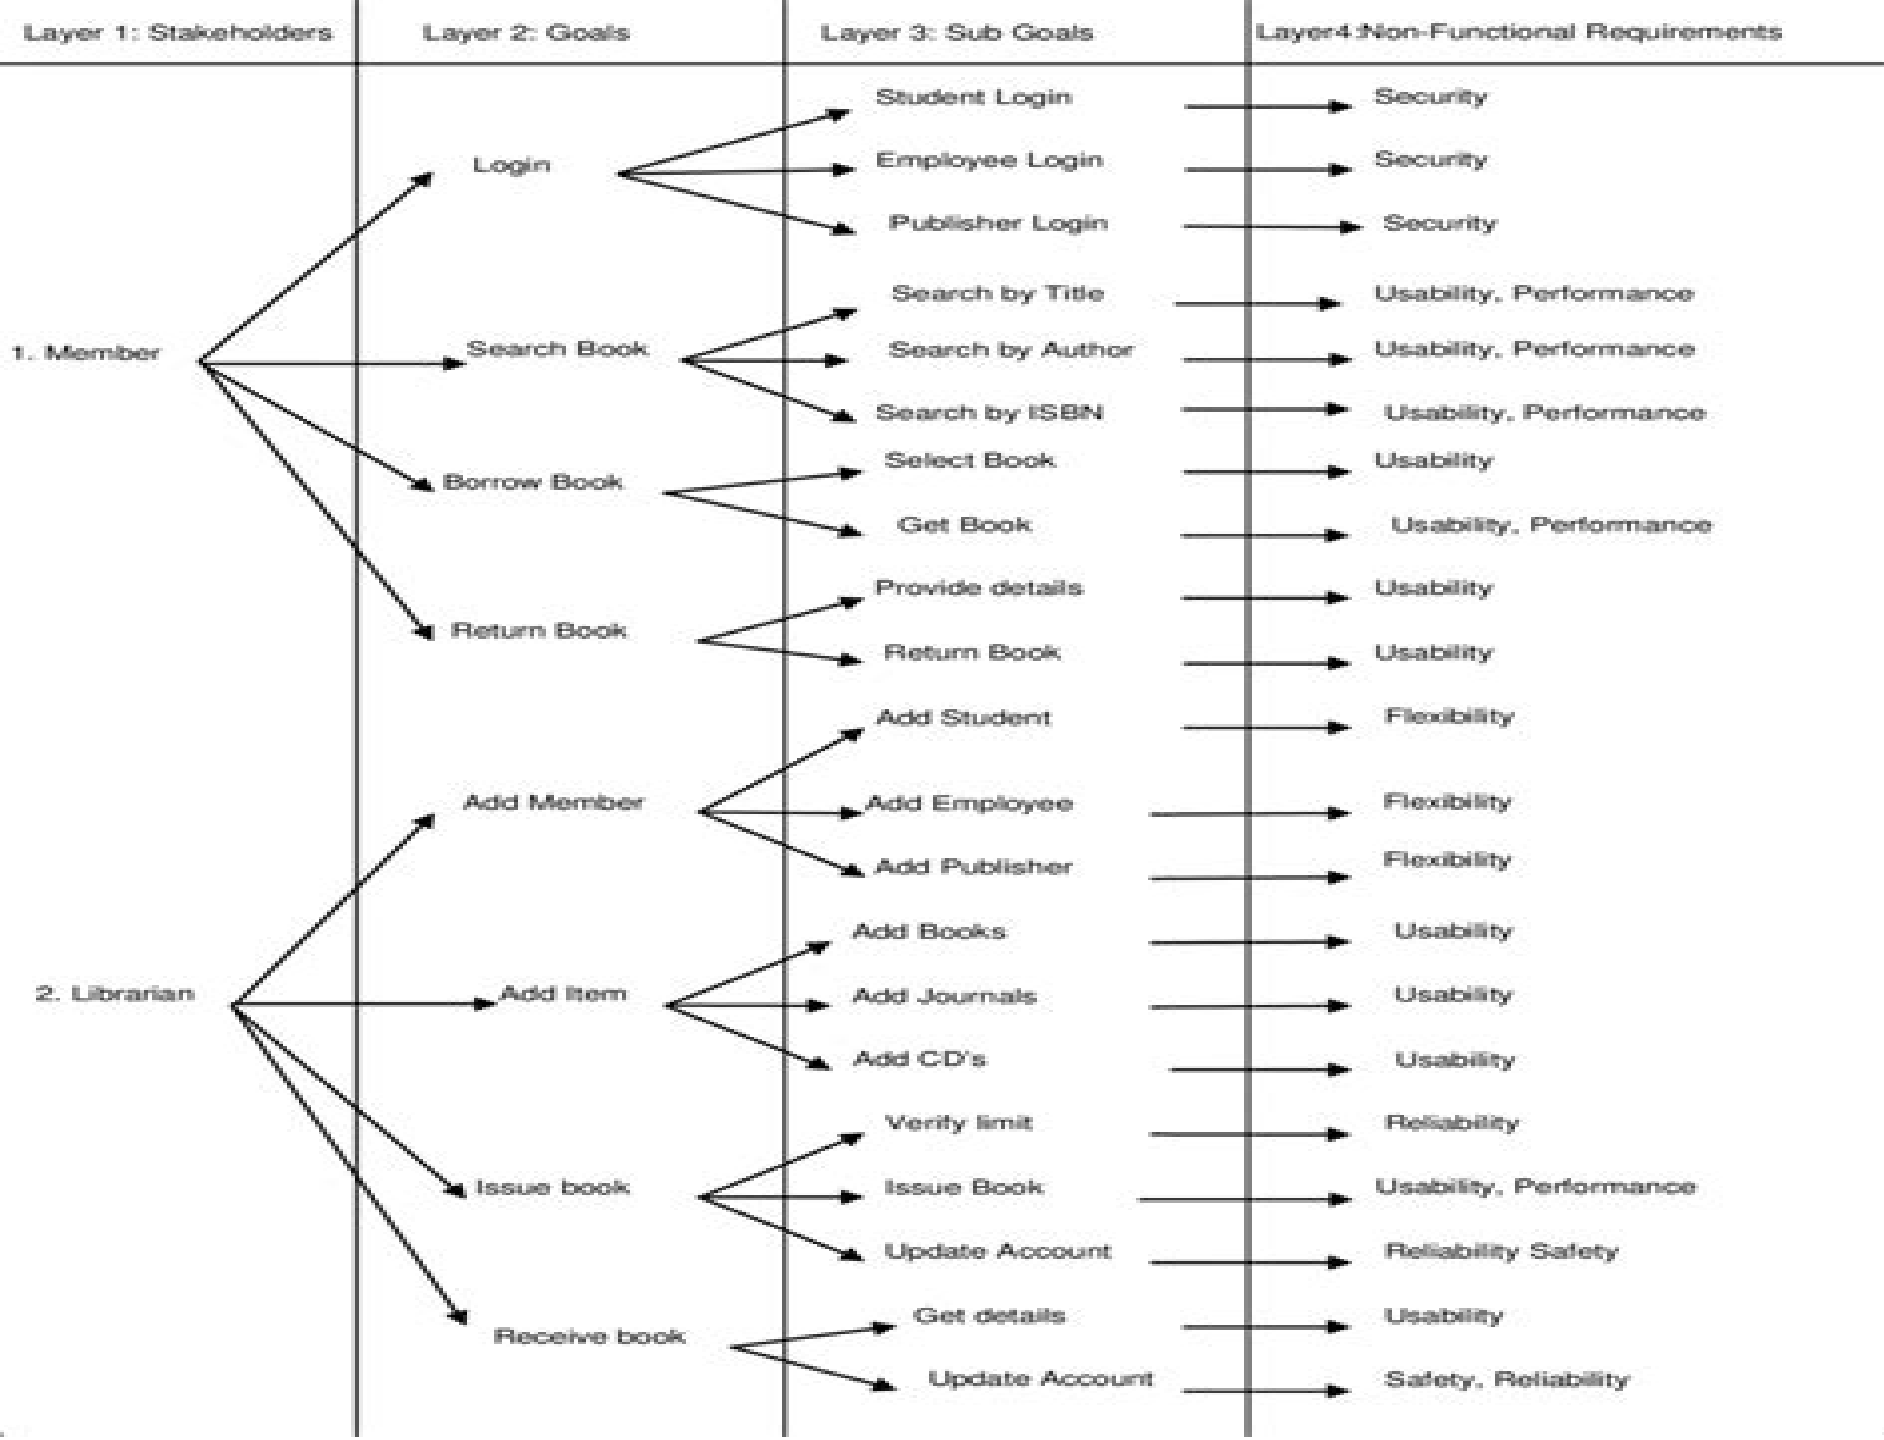 Layer 1: Stakeholders Layer 2: Goals Layer 3: Sub Goals Layer4:Non-Functional Requirements
Student Login Security
Login Employee Login Security
Publisher Login Security
Search by Title Usability, Performance
1. Member Search Book Search by Author Usability, Performance
Search by ISBN Usability, Performance
Select Book Usability
Borrow Book
Get Book Usability, Performance
Provide details Usability
Return Book
Return Book Usability
Add Student Flexibility
Add Member Add Employee Flexibility
Add Publisher Flexibility
Add Books Usability
2. Librarian Add Item Add Journals Usability
Add CD's Usability
Verify limit Reliability
Issue book Issue Book Usability, Performance
Update Account Reliability Safety
Get details Usability
Receive book
Update Account Safety, Reliability